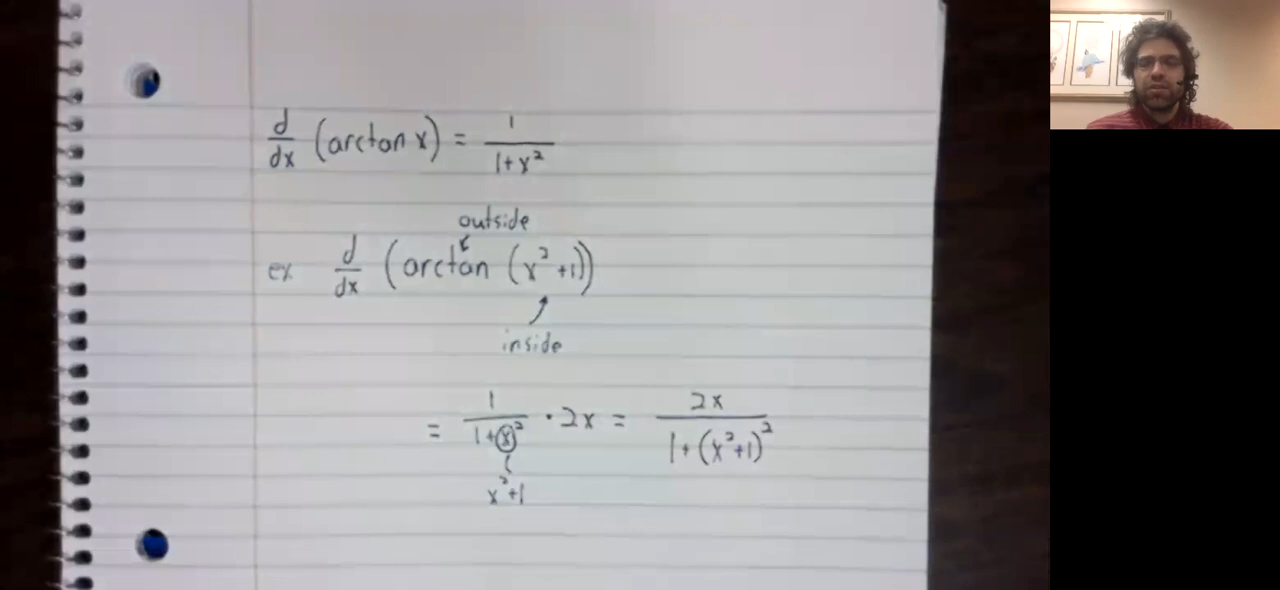 d/dx (arctan x) = 1/(1+x²)
outside
ex d/dx (arctan (x²+1))
inside
= 1/(1+x²) · 2x = 2x/(1+(x²+1)²)
x²+1